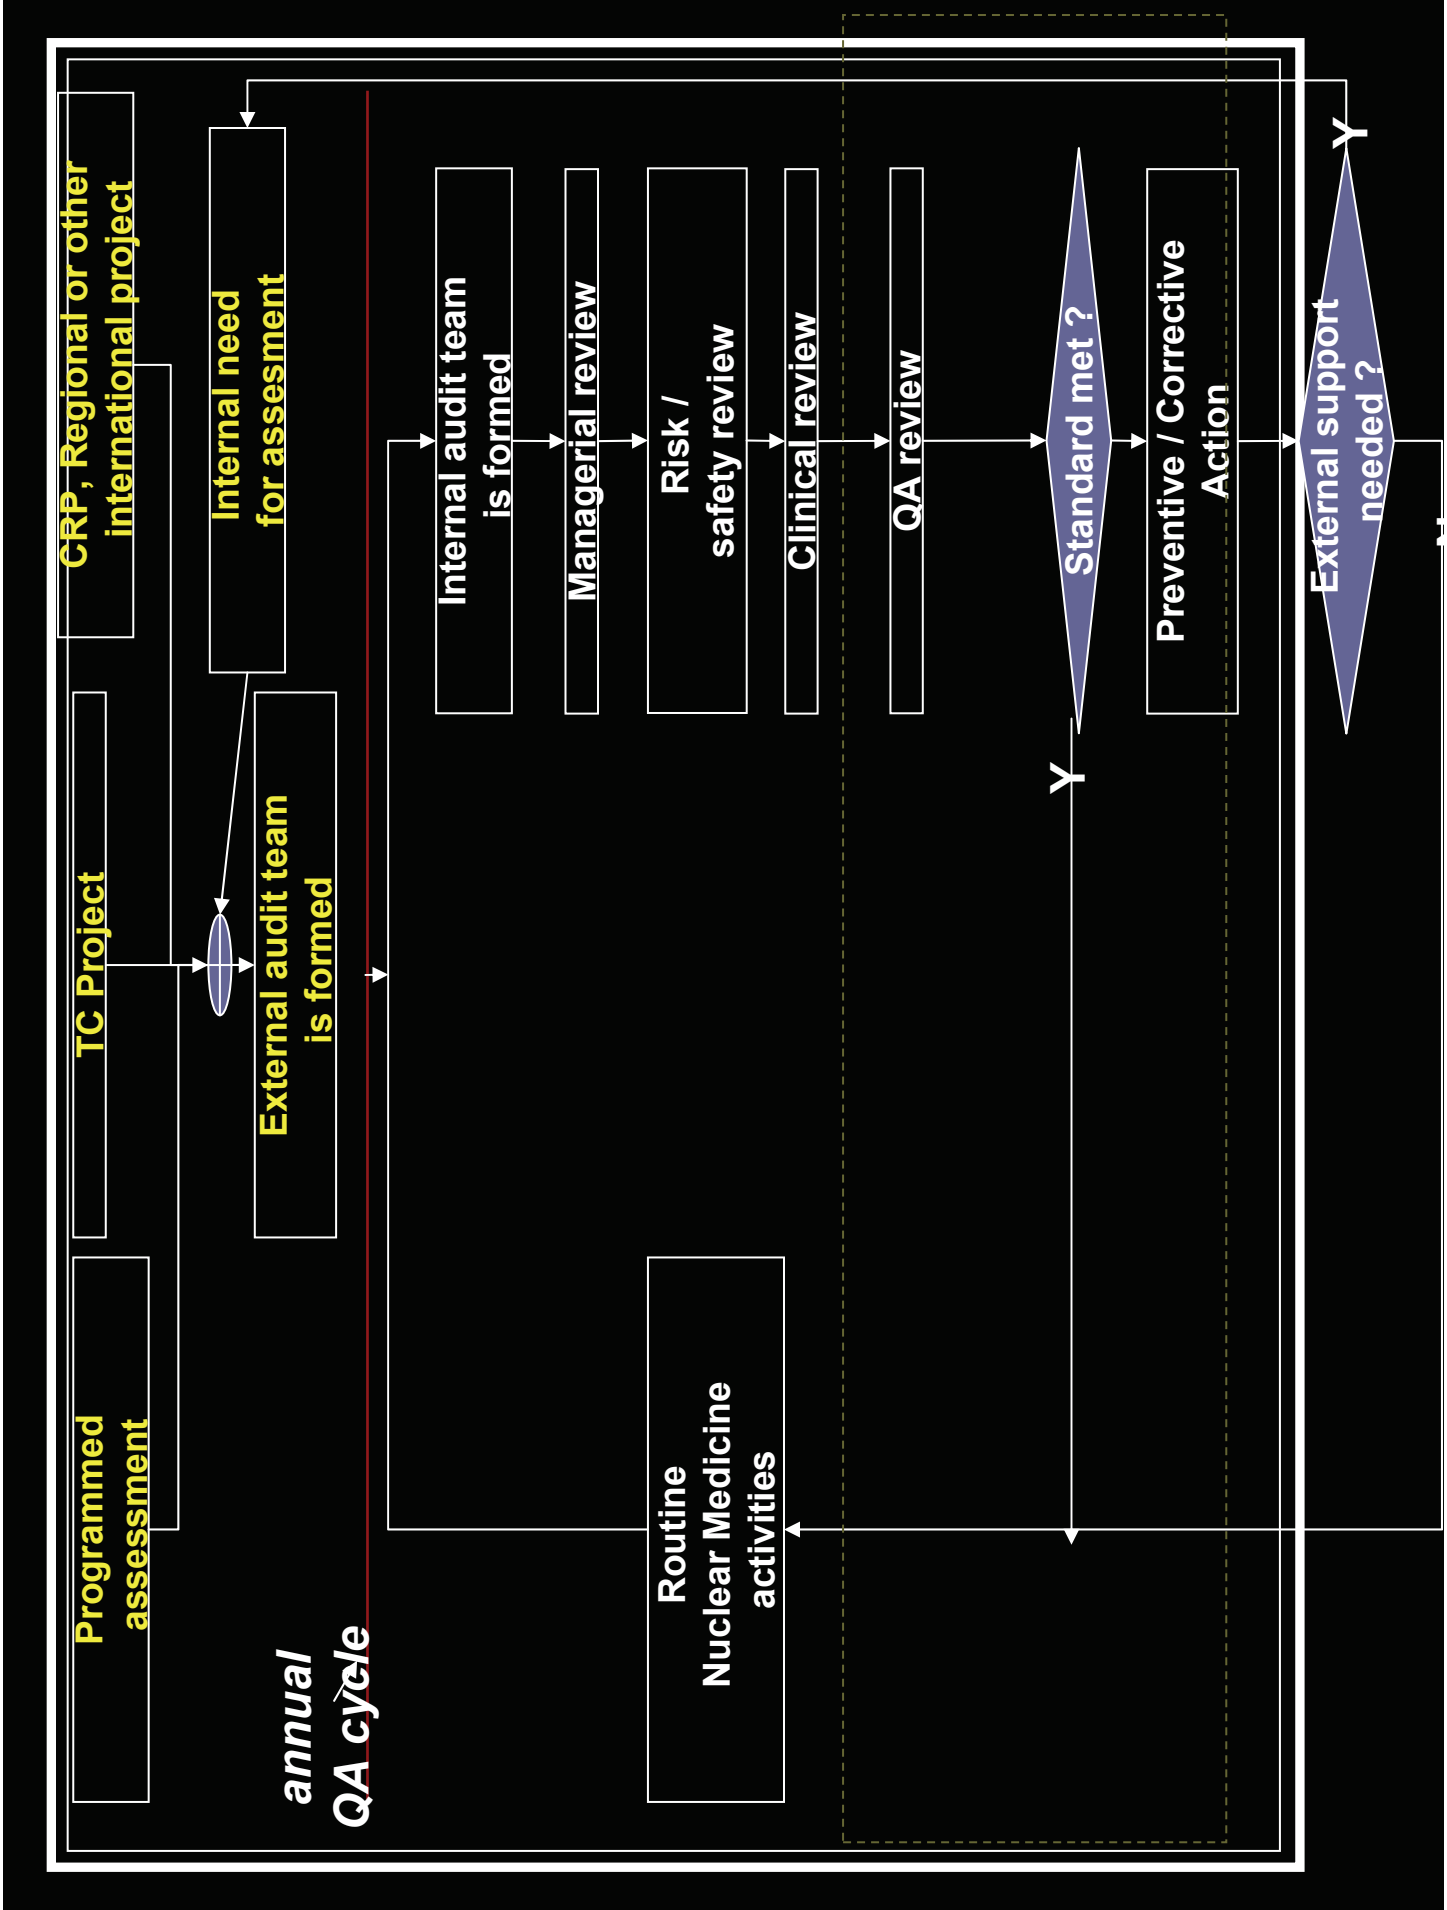 Programmed
assessment
TC Project
CRP, Regional or other
international project
Internal need
for assesment
External audit team
is formed
annual
QA cycle
Internal audit team
is formed
Managerial review
Risk /
safety review
Clinical review
QA review
Standard met ?
Y
Preventive / Corrective
Action
External support
needed ?
Y
Routine
Nuclear Medicine
activities